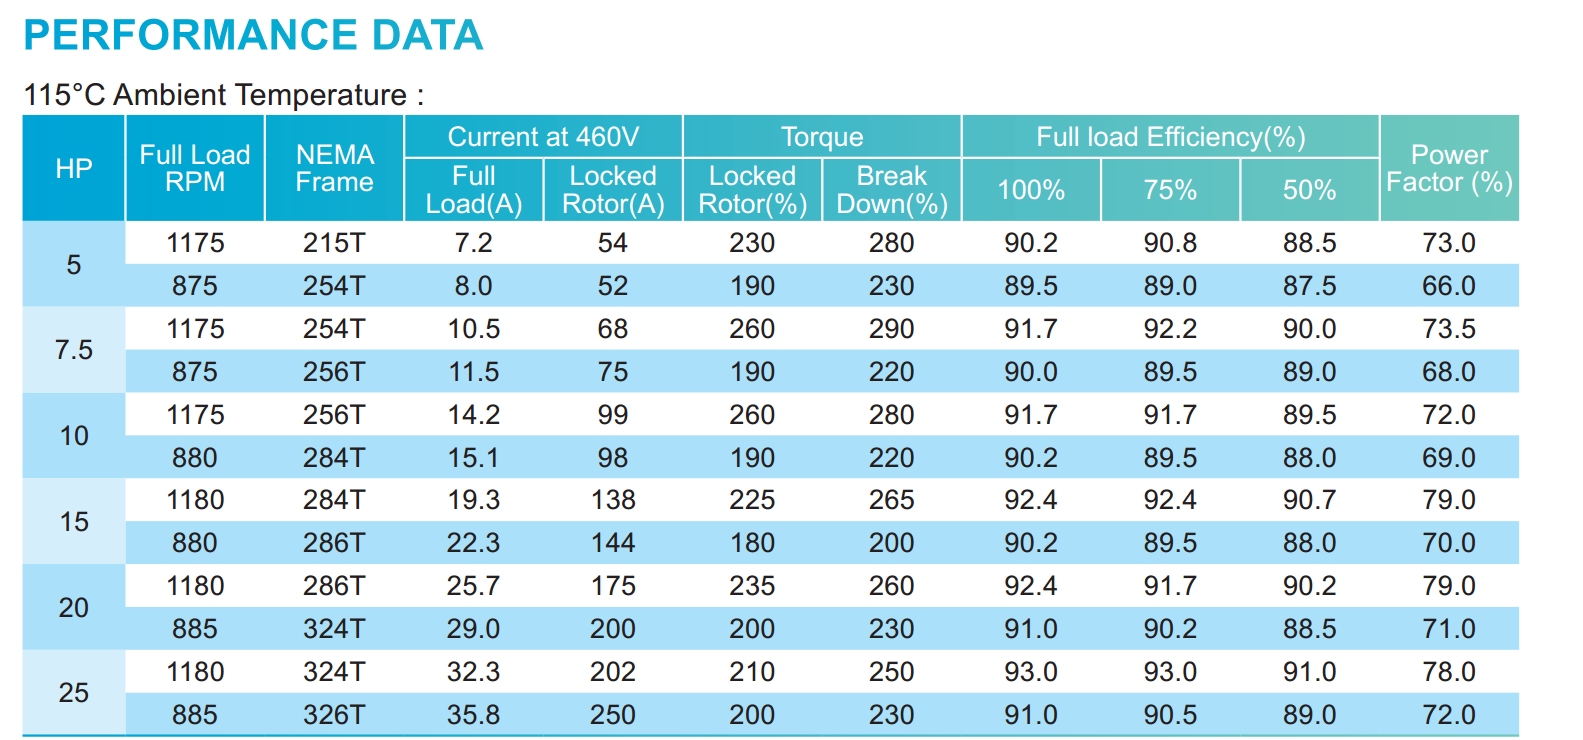 PERFORMANCE DATA
115°C Ambient Temperature :
HP Full Load RPM NEMA Frame Current at 460V Torque Full load Efficiency(%) Power Factor (%)
Full Load(A) Locked Rotor(A) Locked Rotor(%) Break Down(%) 100% 75% 50%
5 1175 215T 7.2 54 230 280 90.2 90.8 88.5 73.0
875 254T 8.0 52 190 230 89.5 89.0 87.5 66.0
7.5 1175 254T 10.5 68 260 290 91.7 92.2 90.0 73.5
875 256T 11.5 75 190 220 90.0 89.5 89.0 68.0
10 1175 256T 14.2 99 260 280 91.7 91.7 89.5 72.0
880 284T 15.1 98 190 220 90.2 89.5 88.0 69.0
15 1180 284T 19.3 138 225 265 92.4 92.4 90.7 79.0
880 286T 22.3 144 180 200 90.2 89.5 88.0 70.0
20 1180 286T 25.7 175 235 260 92.4 91.7 90.2 79.0
885 324T 29.0 200 200 230 91.0 90.2 88.5 71.0
25 1180 324T 32.3 202 210 250 93.0 93.0 91.0 78.0
885 326T 35.8 250 200 230 91.0 90.5 89.0 72.0